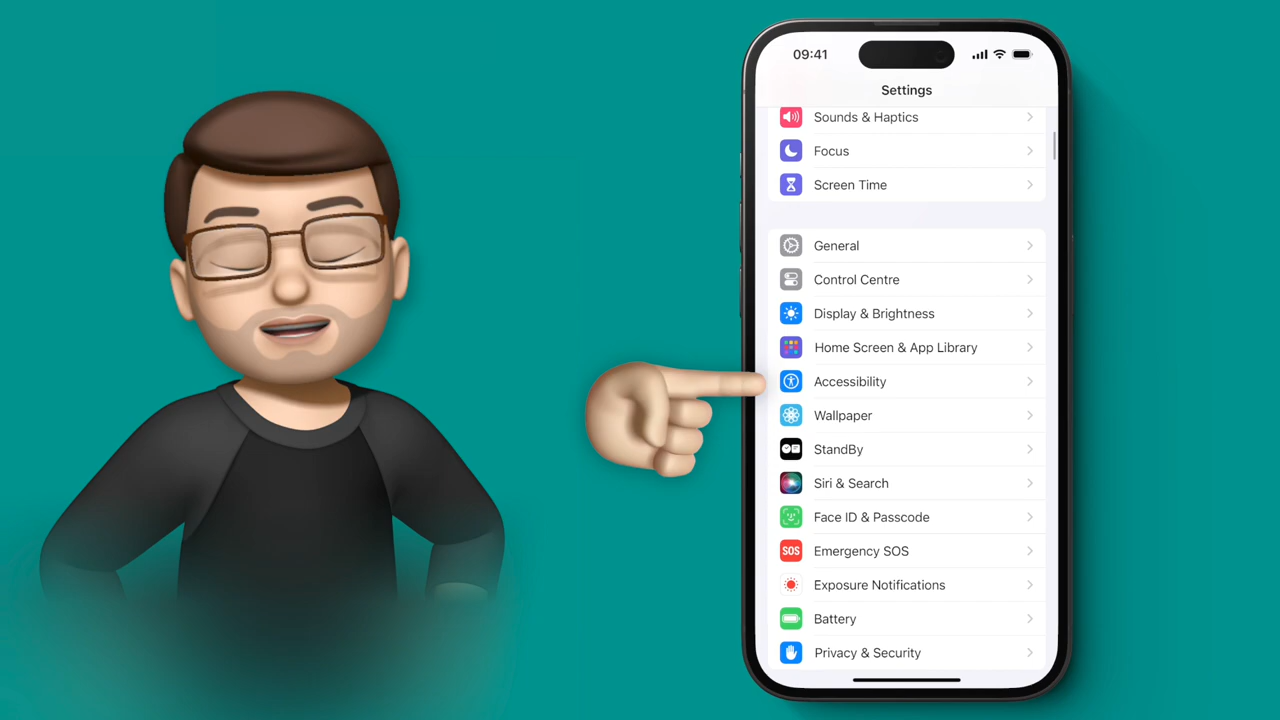 09:41
Settings
Sounds & Haptics
Focus
Screen Time
General
Control Centre
Display & Brightness
Home Screen & App Library
Accessibility
Wallpaper
StandBy
Siri & Search
Face ID & Passcode
SOS Emergency SOS
Exposure Notifications
Battery
Privacy & Security